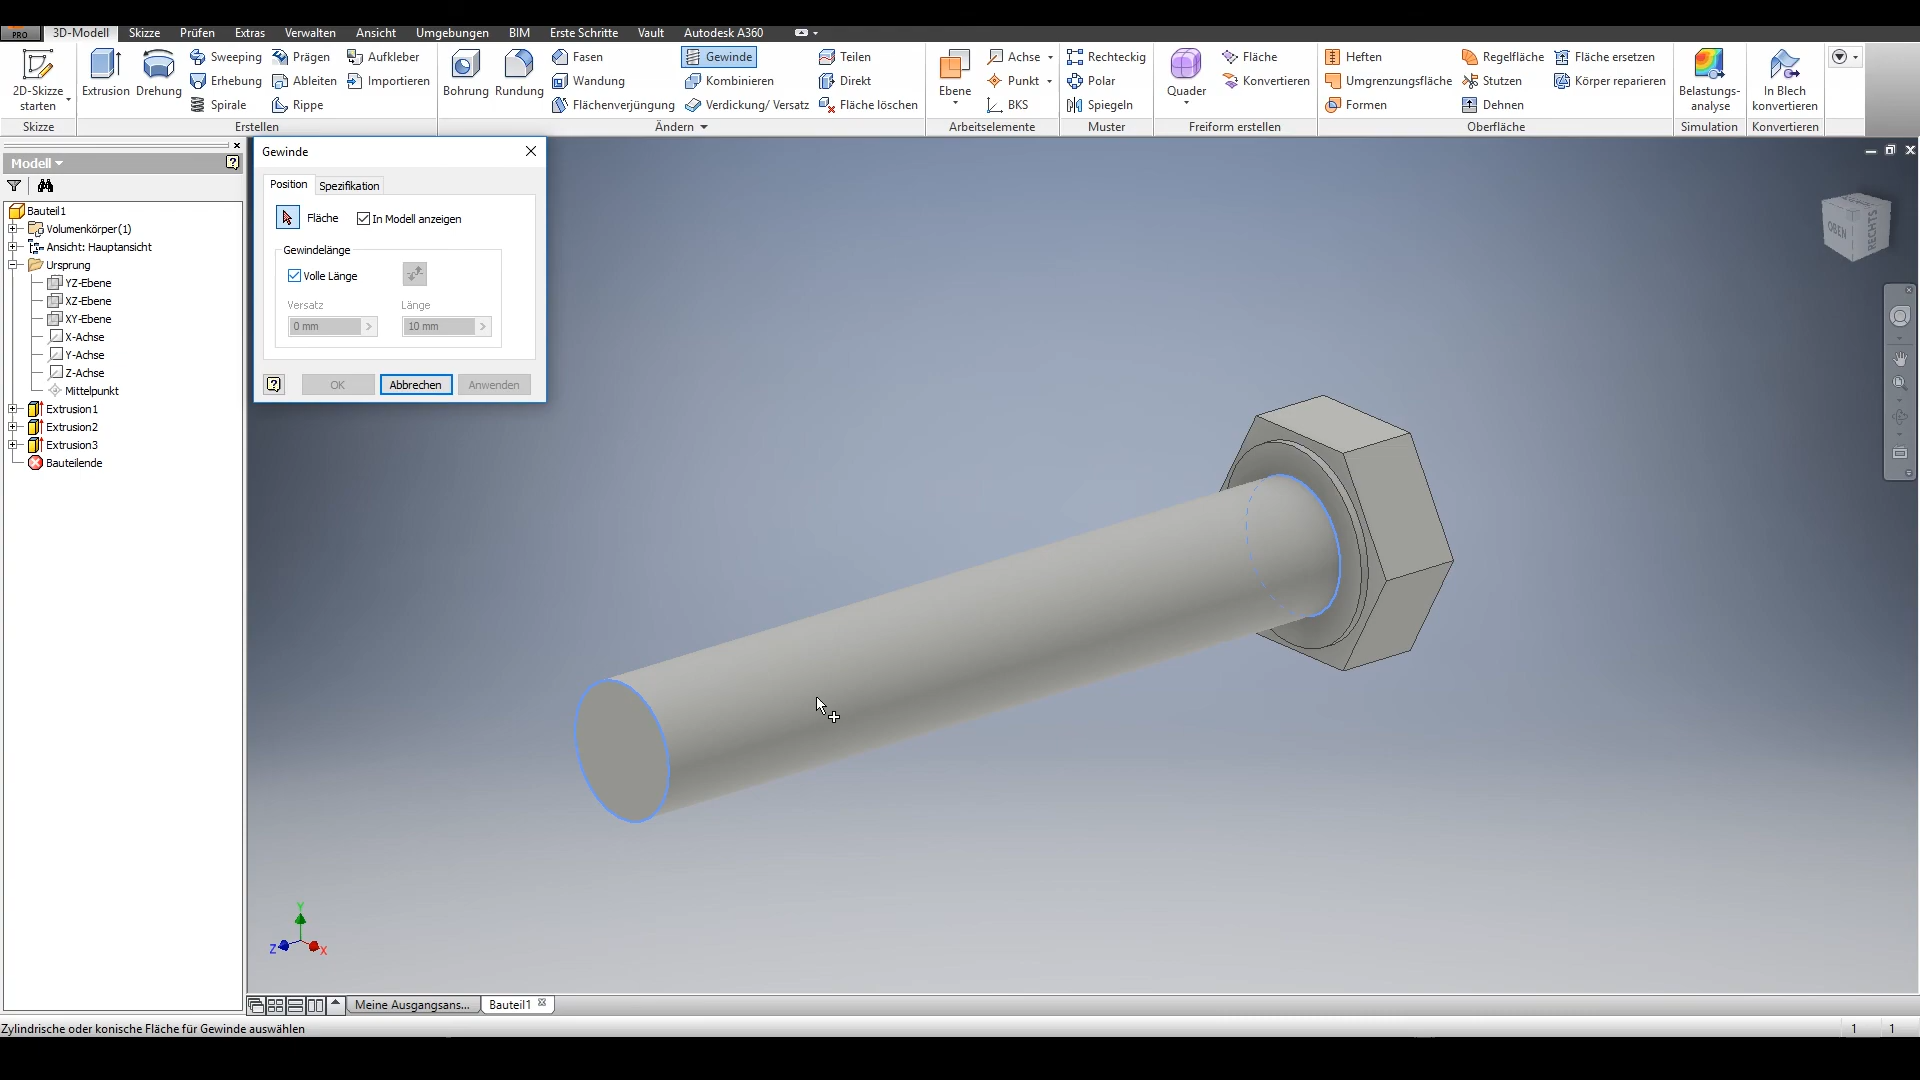 PRO 3D-Modell Skizze Prüfen Extras Verwalten Ansicht Umgebungen BIM Erste Schritte Vault Autodesk A360
2D-Skizze starten
Skizze
Extrusion
Drehung
Sweeping
Erhebung
Spirale
Prägen
Ableiten
Rippe
Aufkleber
Importieren
Erstellen
Bohrung
Rundung
Fasen
Wandung
Flächenverjüngung
Gewinde
Kombinieren
Verdickung/ Versatz
Teilen
Direkt
Fläche löschen
Ändern
Ebene
Achse
Punkt
BKS
Arbeitselemente
Rechteckig
Polar
Spiegeln
Muster
Quader
Fläche
Konvertieren
Freiform erstellen
Heften
Umgrenzungsfläche
Formen
Regelfläche
Stutzen
Dehnen
Fläche ersetzen
Körper reparieren
Oberfläche
Belastungs-
analyse
Simulation
In Blech
konvertieren
Konvertieren
Modell
Bauteil1
Volumenkörper(1)
Ansicht: Hauptansicht
Ursprung
YZ-Ebene
XZ-Ebene
XY-Ebene
X-Achse
Y-Achse
Z-Achse
Mittelpunkt
Extrusion1
Extrusion2
Extrusion3
Bauteilende
Gewinde
Position Spezifikation
Fläche In Modell anzeigen
Gewindelänge
Volle Länge
Versatz Länge
0 mm 10 mm
OK Abbrechen Anwenden
OBEN RECHTS
Y
Z X
Meine Ausgangsans... Bauteil1
Zylindrische oder konische Fläche für Gewinde auswählen
1 1